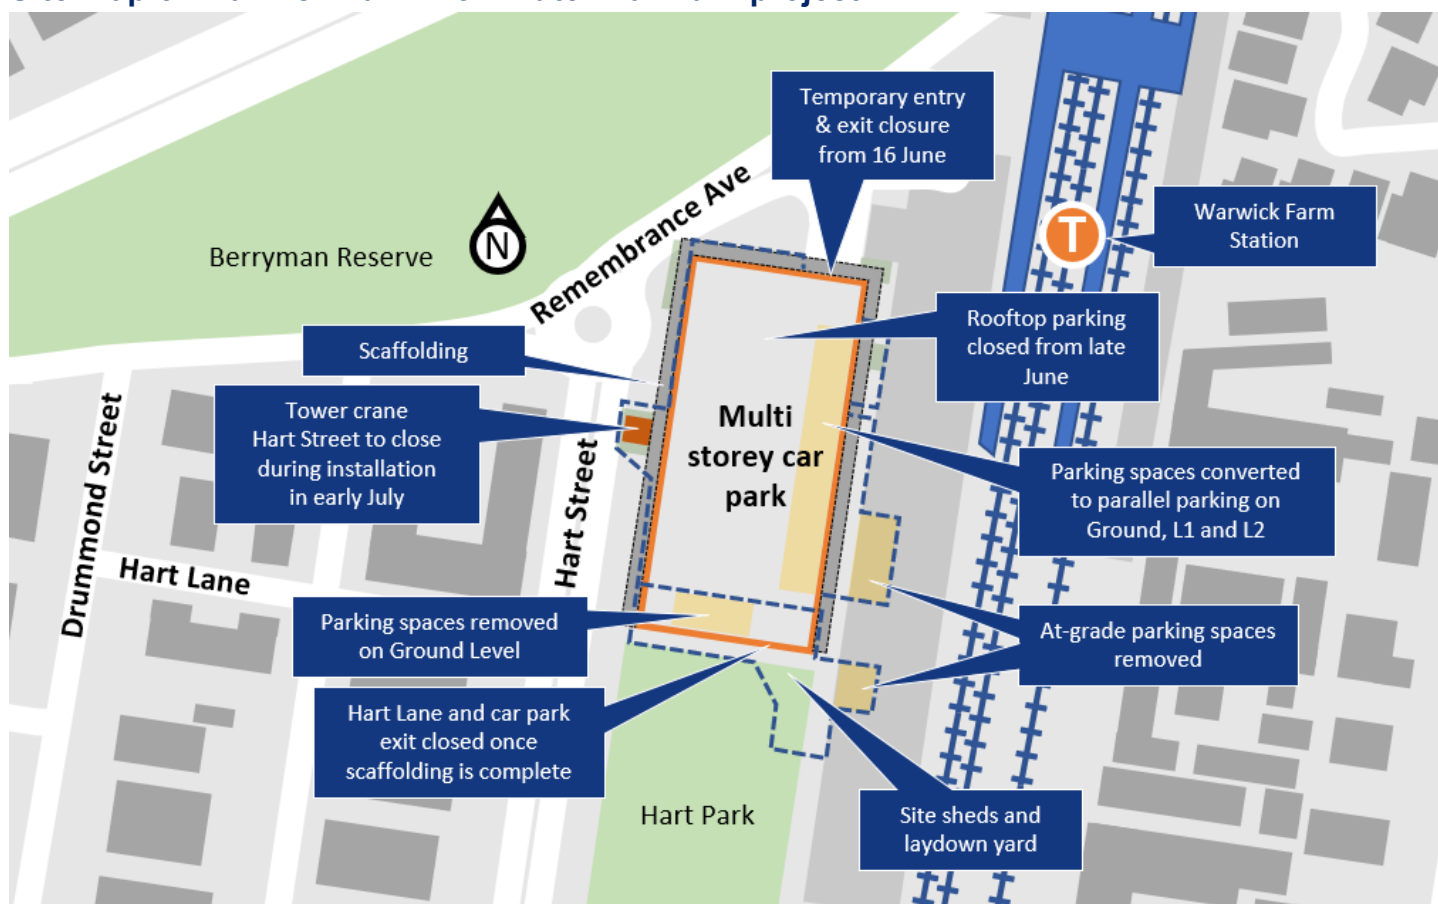 Temporary entry
& exit closure
from 16 June
Remembrance Ave
Warwick Farm
Station
T
N
Berryman Reserve
Rooftop parking
closed from late
June
Scaffolding
Tower crane
Hart Street to close
during installation
in early July
Multi
storey car
park
Parking spaces converted
to parallel parking on
Ground, L1 and L2
Drummond Street
Hart Street
Hart Lane
Parking spaces removed
on Ground Level
At-grade parking spaces
removed
Hart Lane and car park
exit closed once
scaffolding is complete
Hart Park
Site sheds and
laydown yard